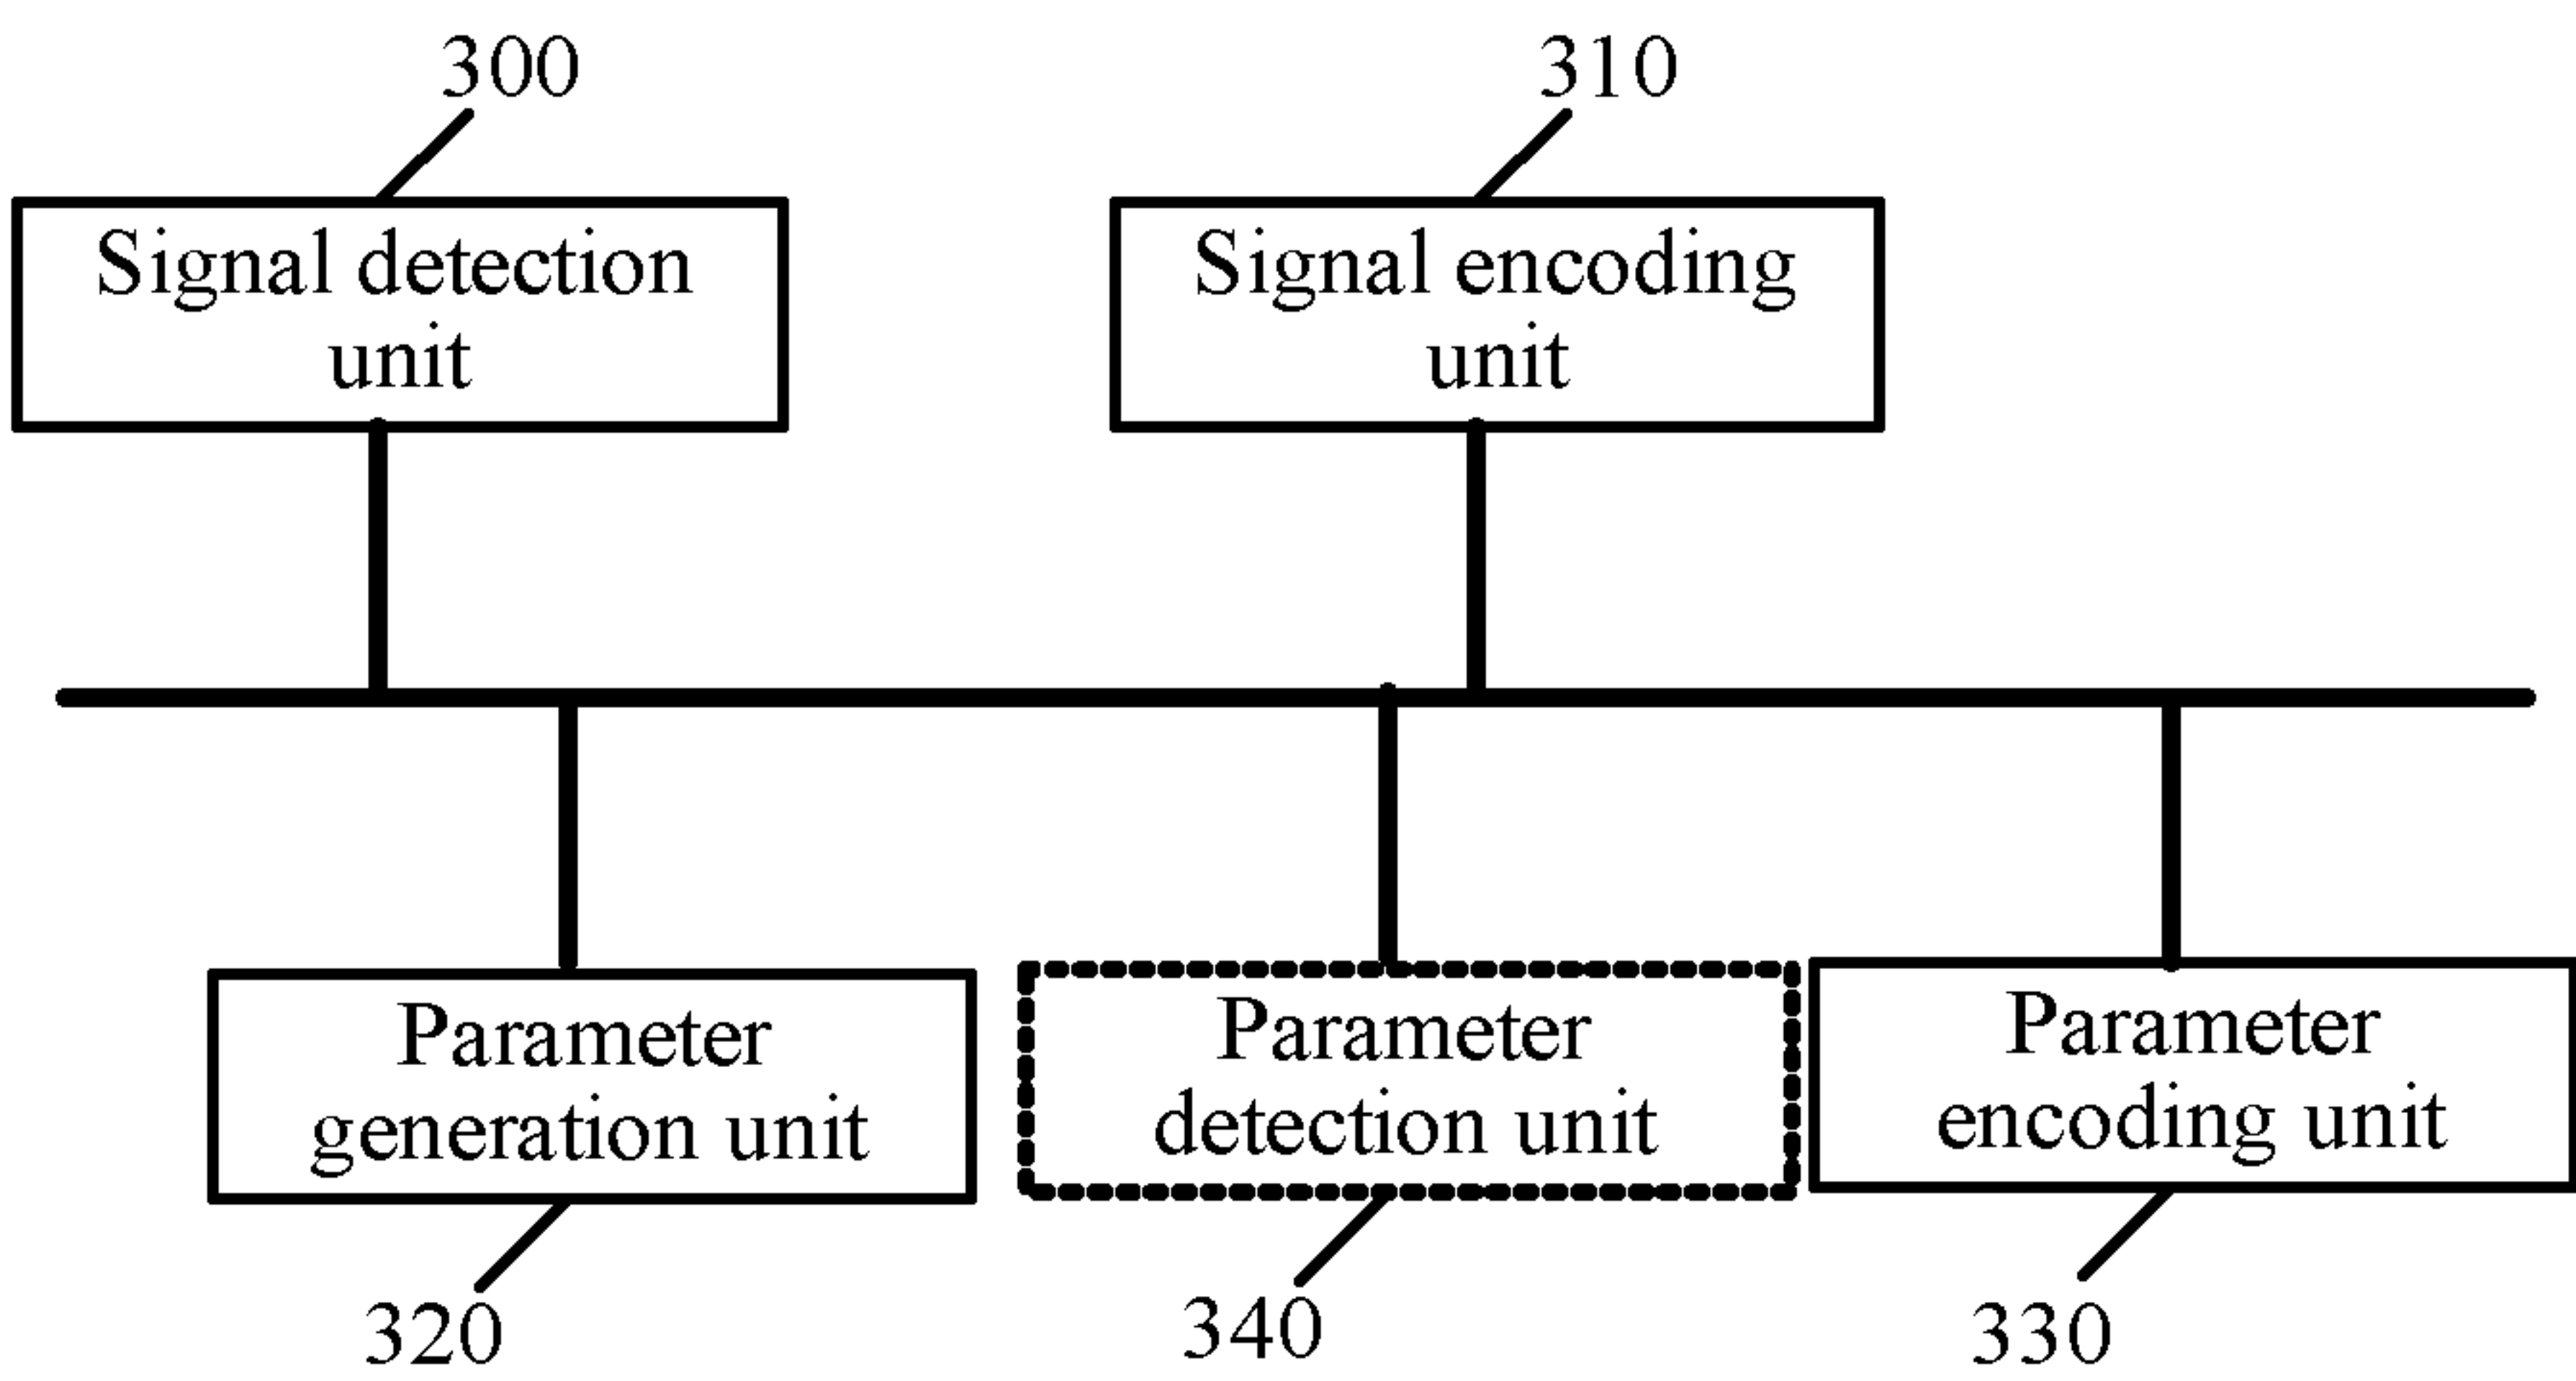 300
310
Signal detection
unit
Signal encoding
unit
Parameter
generation unit
Parameter
detection unit
Parameter
encoding unit
320
340
330